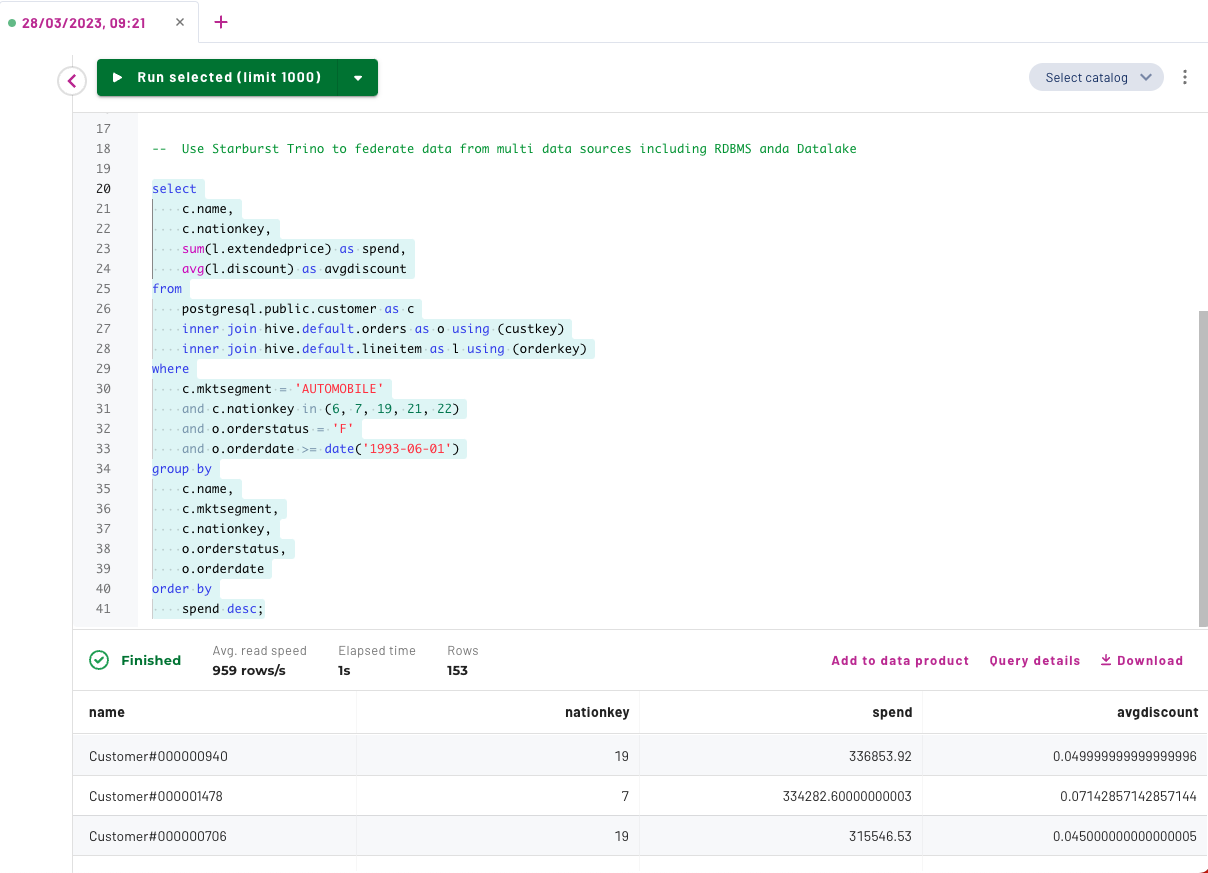 28/03/2023, 09:21
Run selected (limit 1000)
Select catalog
17
18 --  Use Starburst Trino to federate data from multi data sources including RDBMS anda Datalake
19
20 select
21     c.name,
22     c.nationkey,
23     sum(l.extendedprice) as spend,
24     avg(l.discount) as avgdiscount
25 from
26     postgresql.public.customer as c
27     inner join hive.default.orders as o using (custkey)
28     inner join hive.default.lineitem as l using (orderkey)
29 where
30     c.mktsegment = 'AUTOMOBILE'
31     and c.nationkey in (6, 7, 19, 21, 22)
32     and o.orderstatus = 'F'
33     and o.orderdate >= date('1993-06-01')
34 group by
35     c.name,
36     c.mktsegment,
37     c.nationkey,
38     o.orderstatus,
39     o.orderdate
40 order by
41     spend desc;
Finished
Avg. read speed Elapsed time Rows
959 rows/s 1s 153
Add to data product Query details Download
name nationkey spend avgdiscount
Customer#000000940 19 336853.92 0.049999999999999996
Customer#000001478 7 334282.60000000003 0.07142857142857144
Customer#000000706 19 315546.53 0.045000000000000005